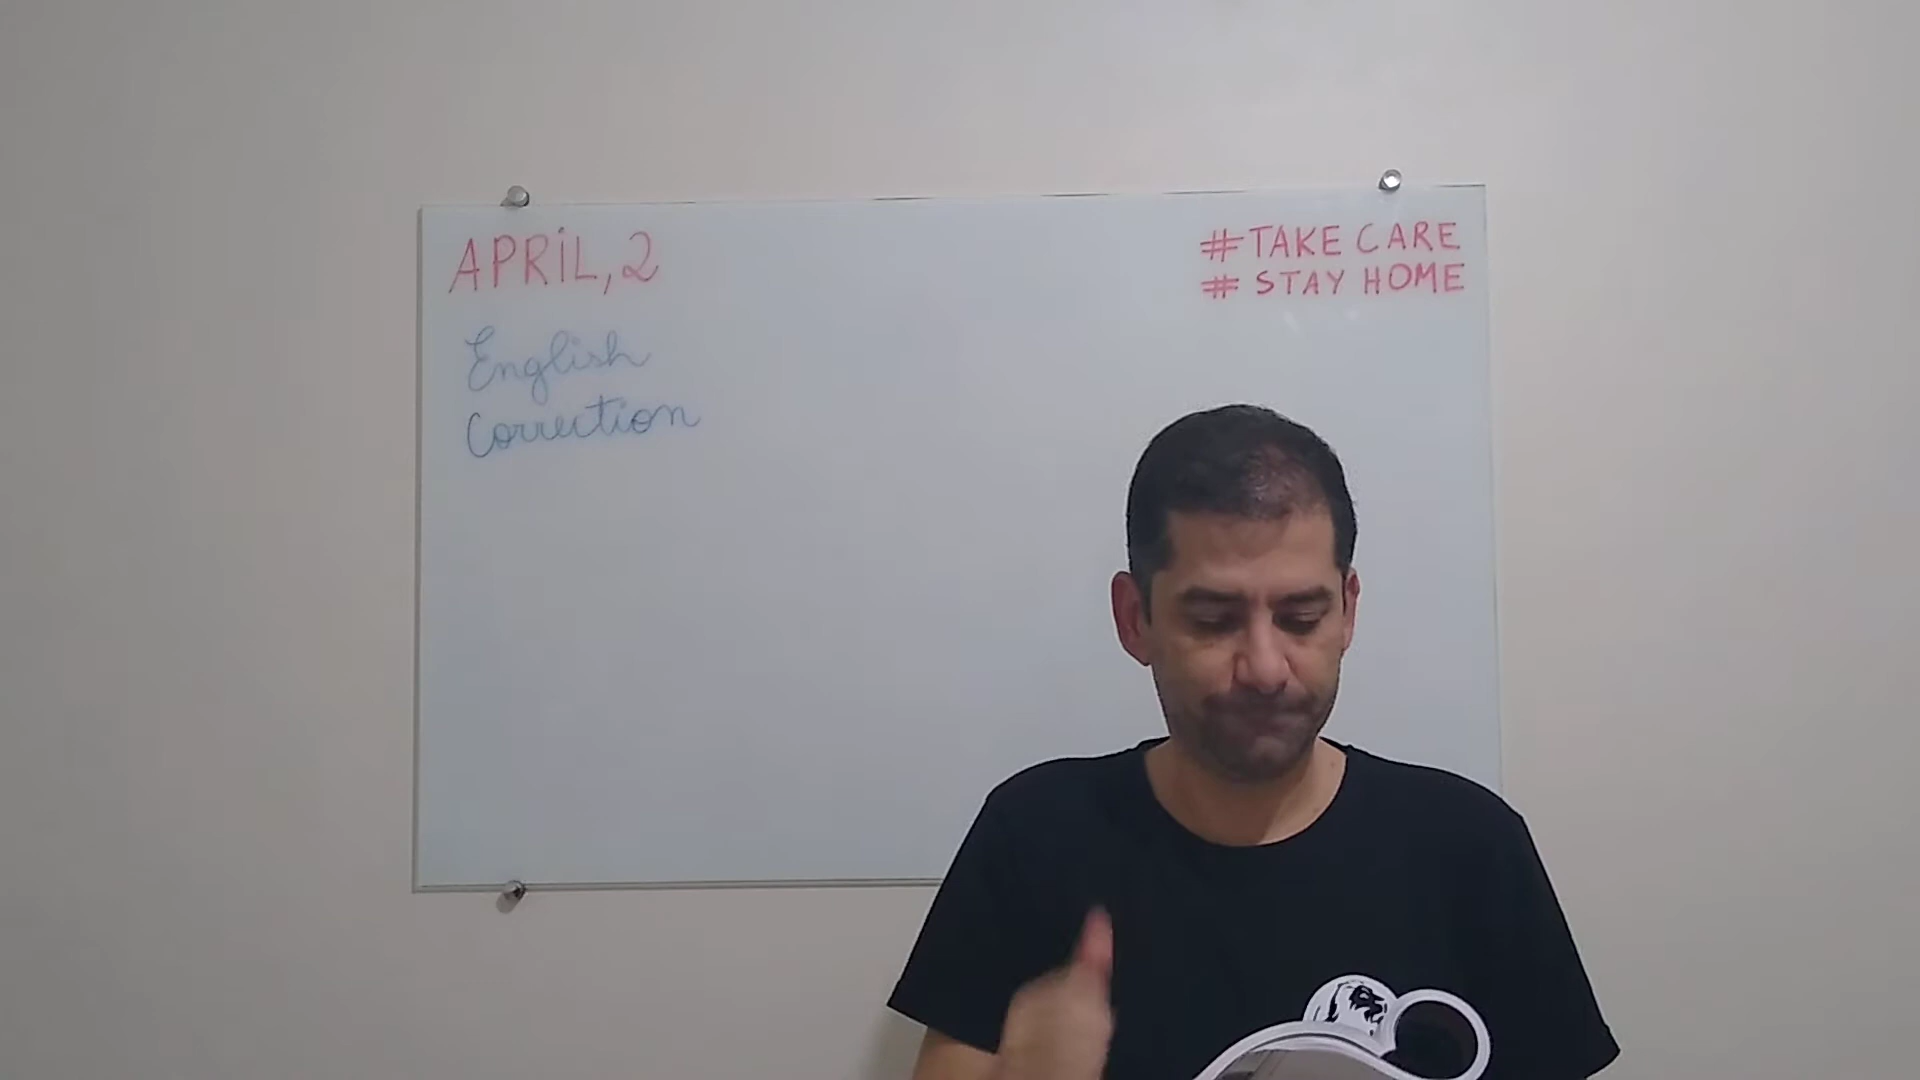 APRIL, 2
#TAKE CARE
# STAY HOME
English
Correction